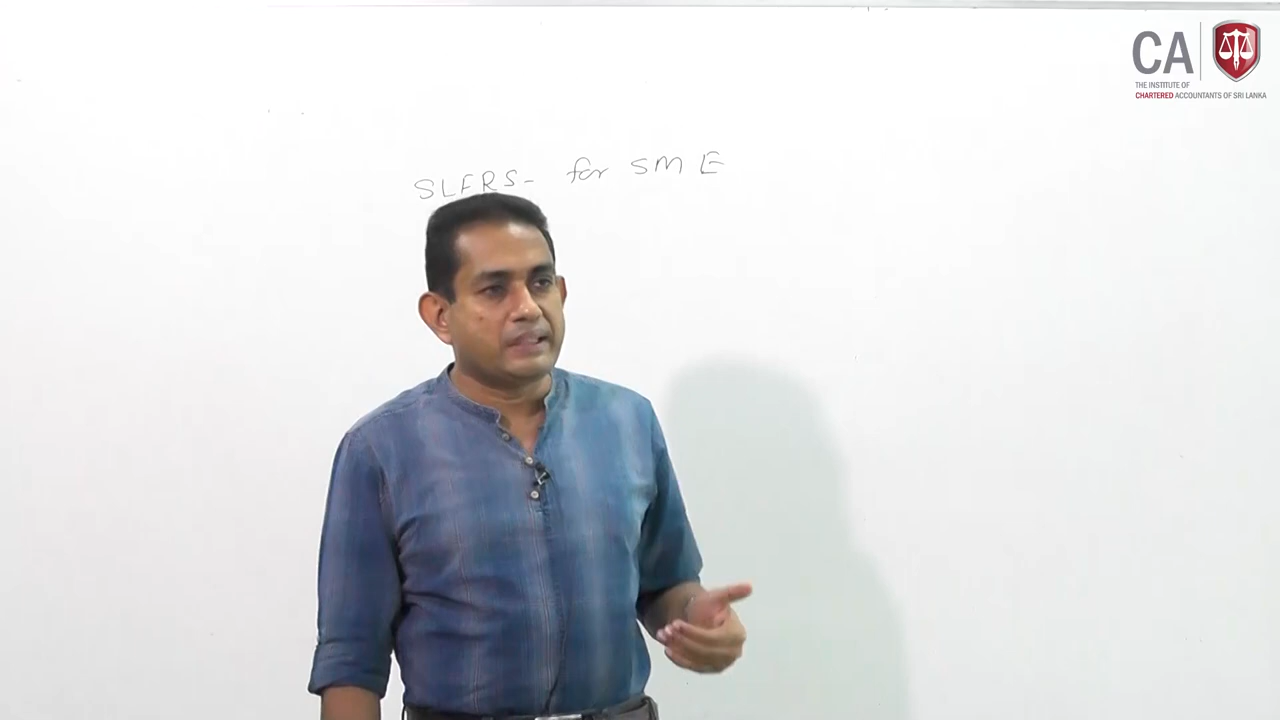 CA
THE INSTITUTE OF
CHARTERED ACCOUNTANTS OF SRI LANKA
SLFRS - for SME